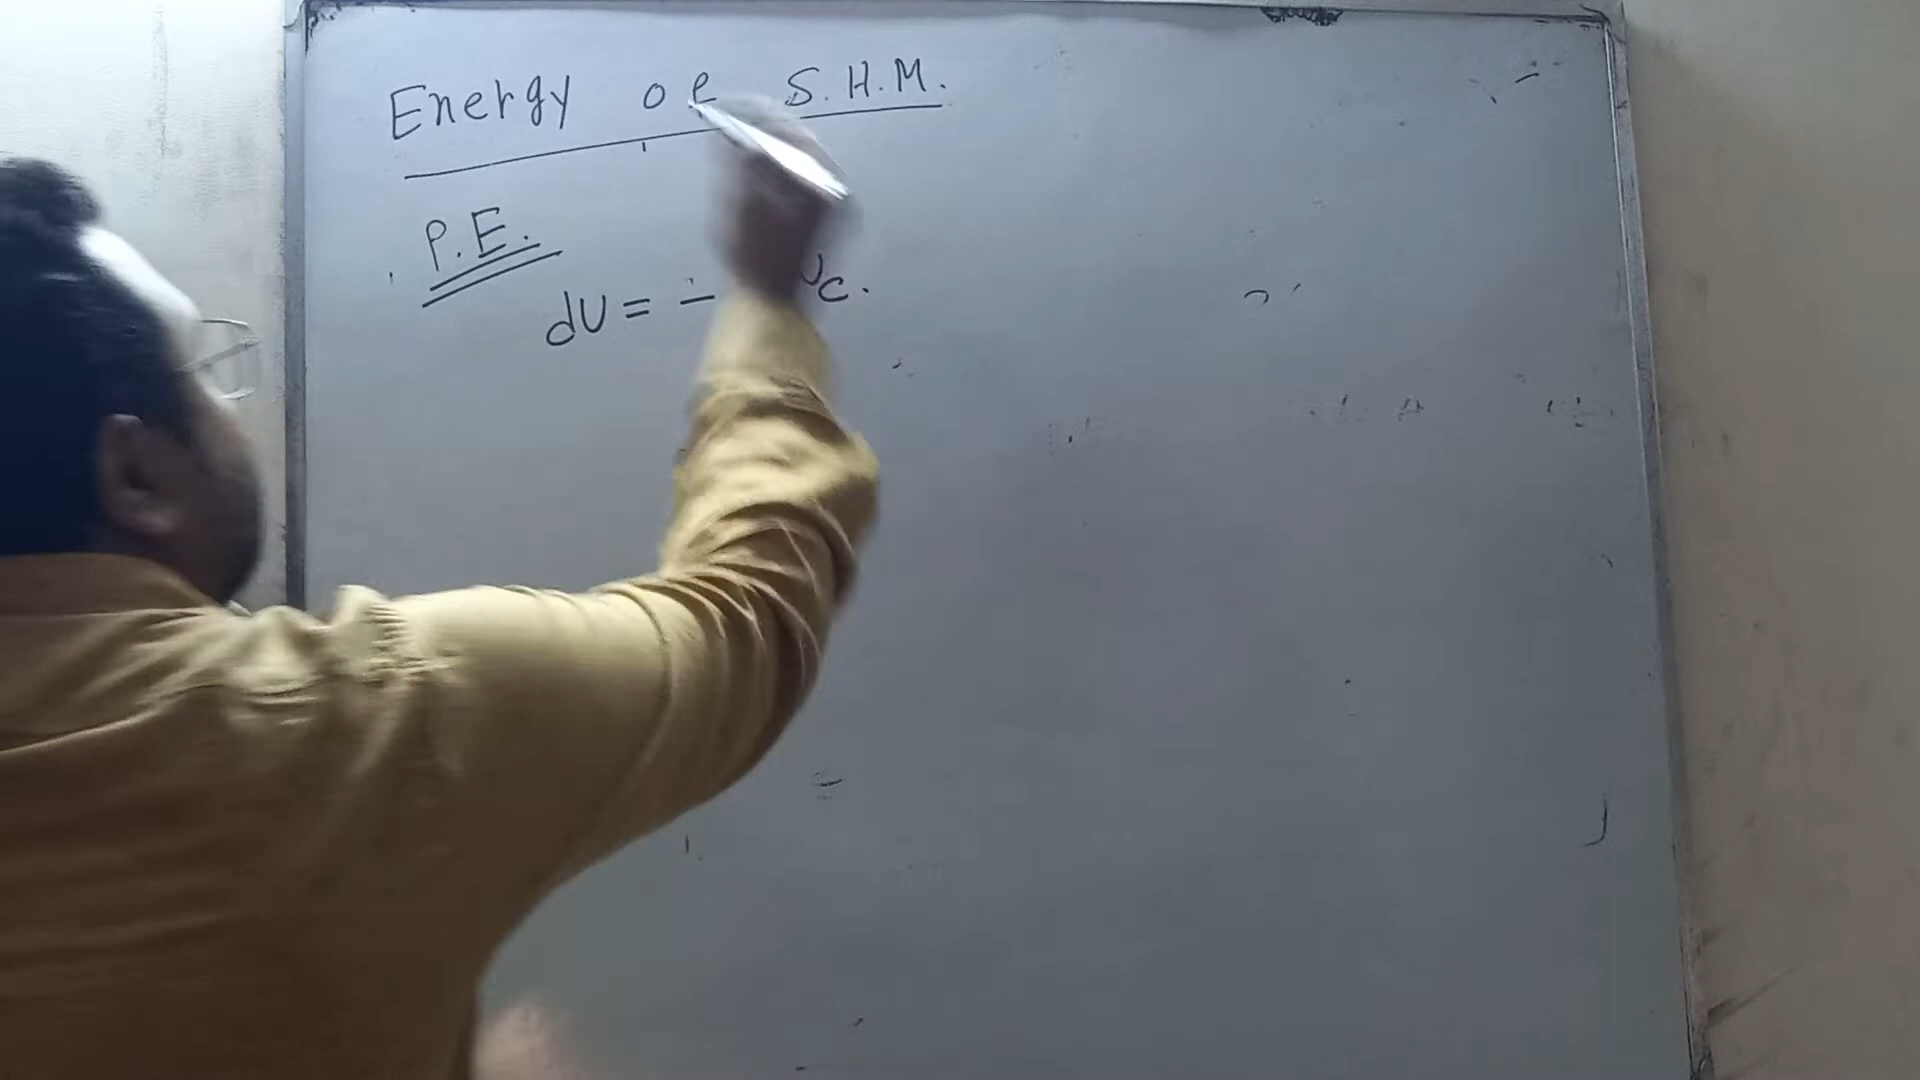 Energy of S.H.M.
P.E.
dU = -